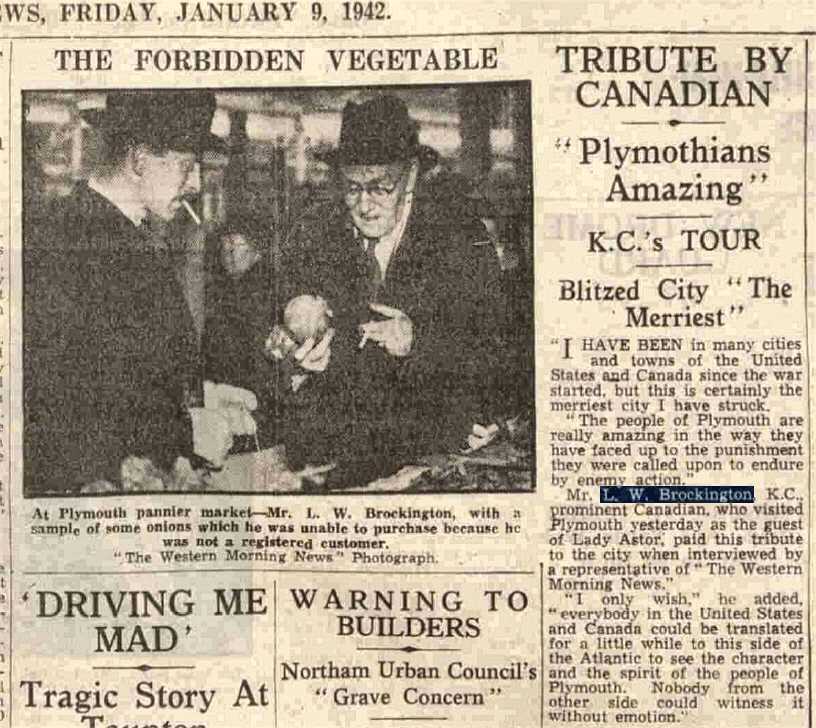 WS, FRIDAY, JANUARY 9, 1942.
THE FORBIDDEN VEGETABLE
At Plymouth pannier market—Mr. L. W. Brockington, with a
sample of some onions which he was unable to purchase because he
was not a registered customer.
"The Western Morning News" Photograph.
'DRIVING ME
MAD'
Tragic Story At
Taunton
WARNING TO
BUILDERS
Northam Urban Council's
"Grave Concern"
TRIBUTE BY
CANADIAN
"Plymothians
Amazing"
K.C.'s TOUR
Blitzed City "The
Merriest"
"I HAVE BEEN in many cities
and towns of the United
States and Canada since the war
started, but this is certainly the
merriest city I have struck.
"The people of Plymouth are
really amazing in the way they
have faced up to the punishment
they were called upon to endure
by enemy action."
Mr. L. W. Brockington, K.C.,
prominent Canadian, who visited
Plymouth yesterday as the guest
of Lady Astor, paid this tribute
to the city when interviewed by
a representative of "The Western
Morning News."
"I only wish," he added,
"everybody in the United States
and Canada could be translated
for a little while to this side of
the Atlantic to see the character
and the spirit of the people of
Plymouth. Nobody from the
other side could witness it
without emotion."